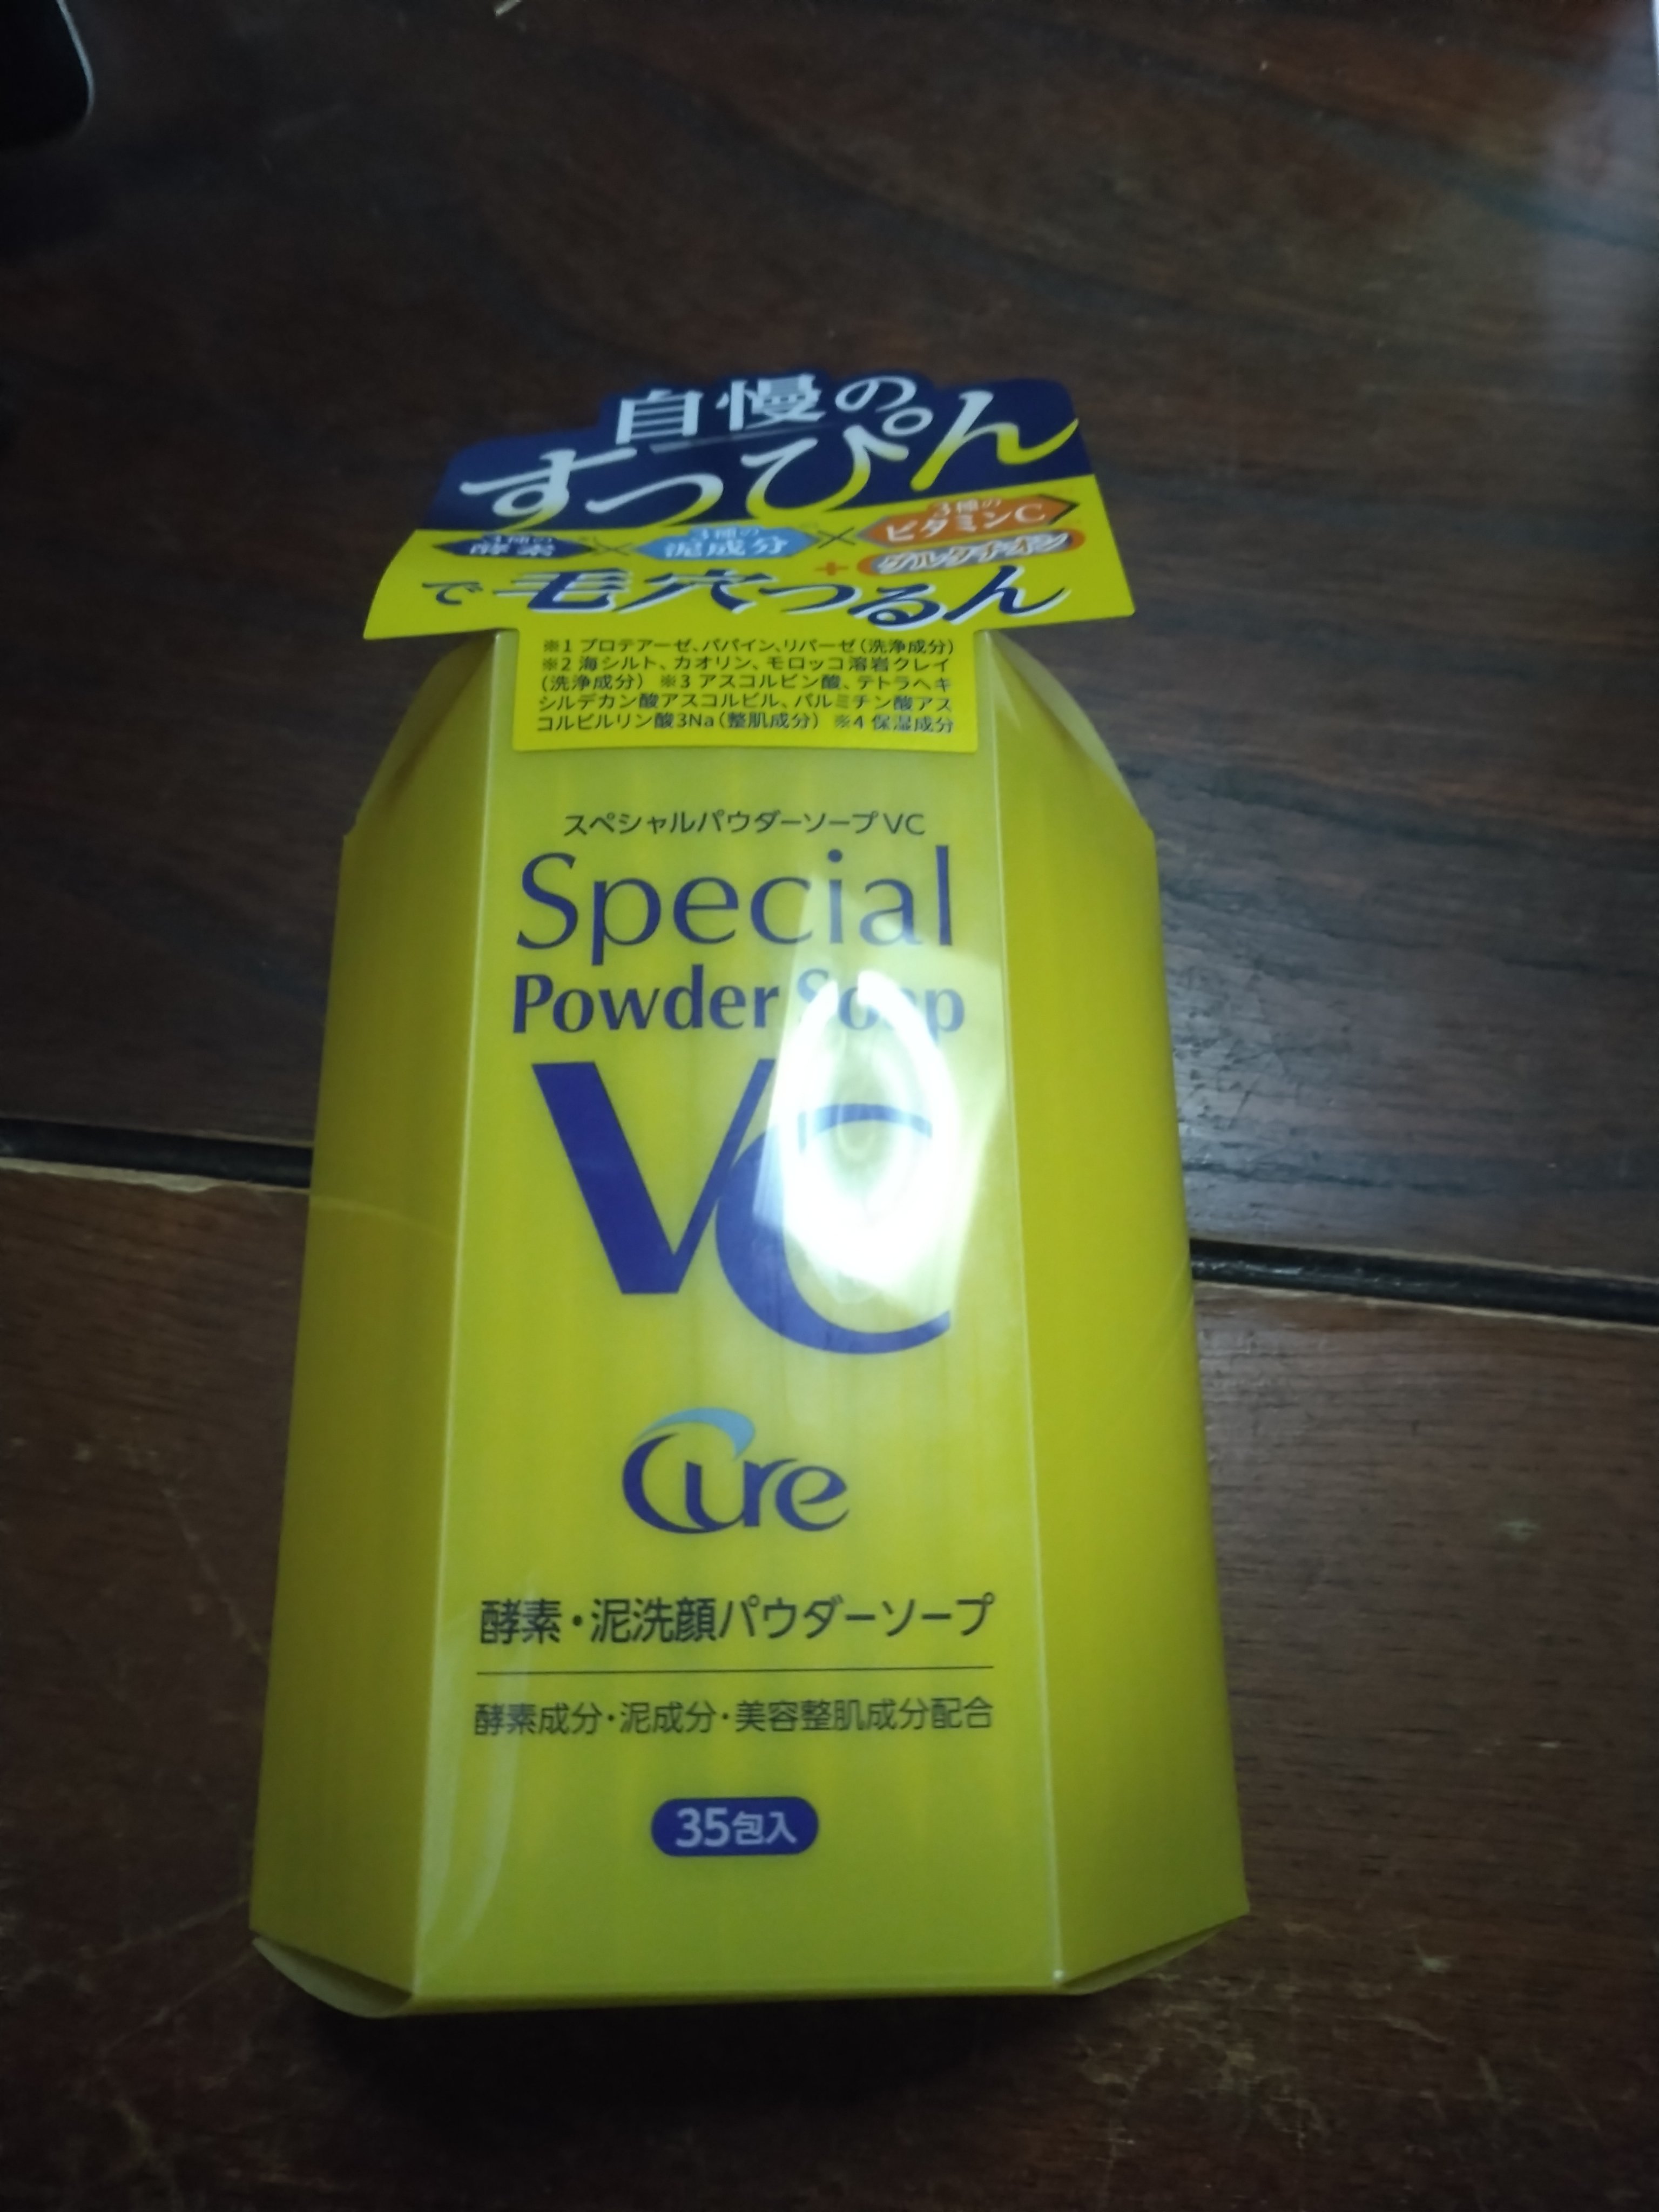 自慢の
すっぴん
3種の
酵素
3種の
泥成分
3種の
ビタミンC
+
グルタチオン
で毛穴つるん
※1 プロテアーゼ、パパイン、リパーゼ(洗浄成分)
※2 海シルト、カオリン、モロッコ溶岩クレイ
(洗浄成分) ※3 アスコルビン酸、テトラヘキ
シルデカン酸アスコルビル、パルミチン酸アス
コルビルリン酸3Na(整肌成分) ※4 保湿成分
スペシャルパウダーソープVC
Special
Powder Soap
VC
Cure
酵素・泥洗顔パウダーソープ
酵素成分・泥成分・美容整肌成分配合
35包入